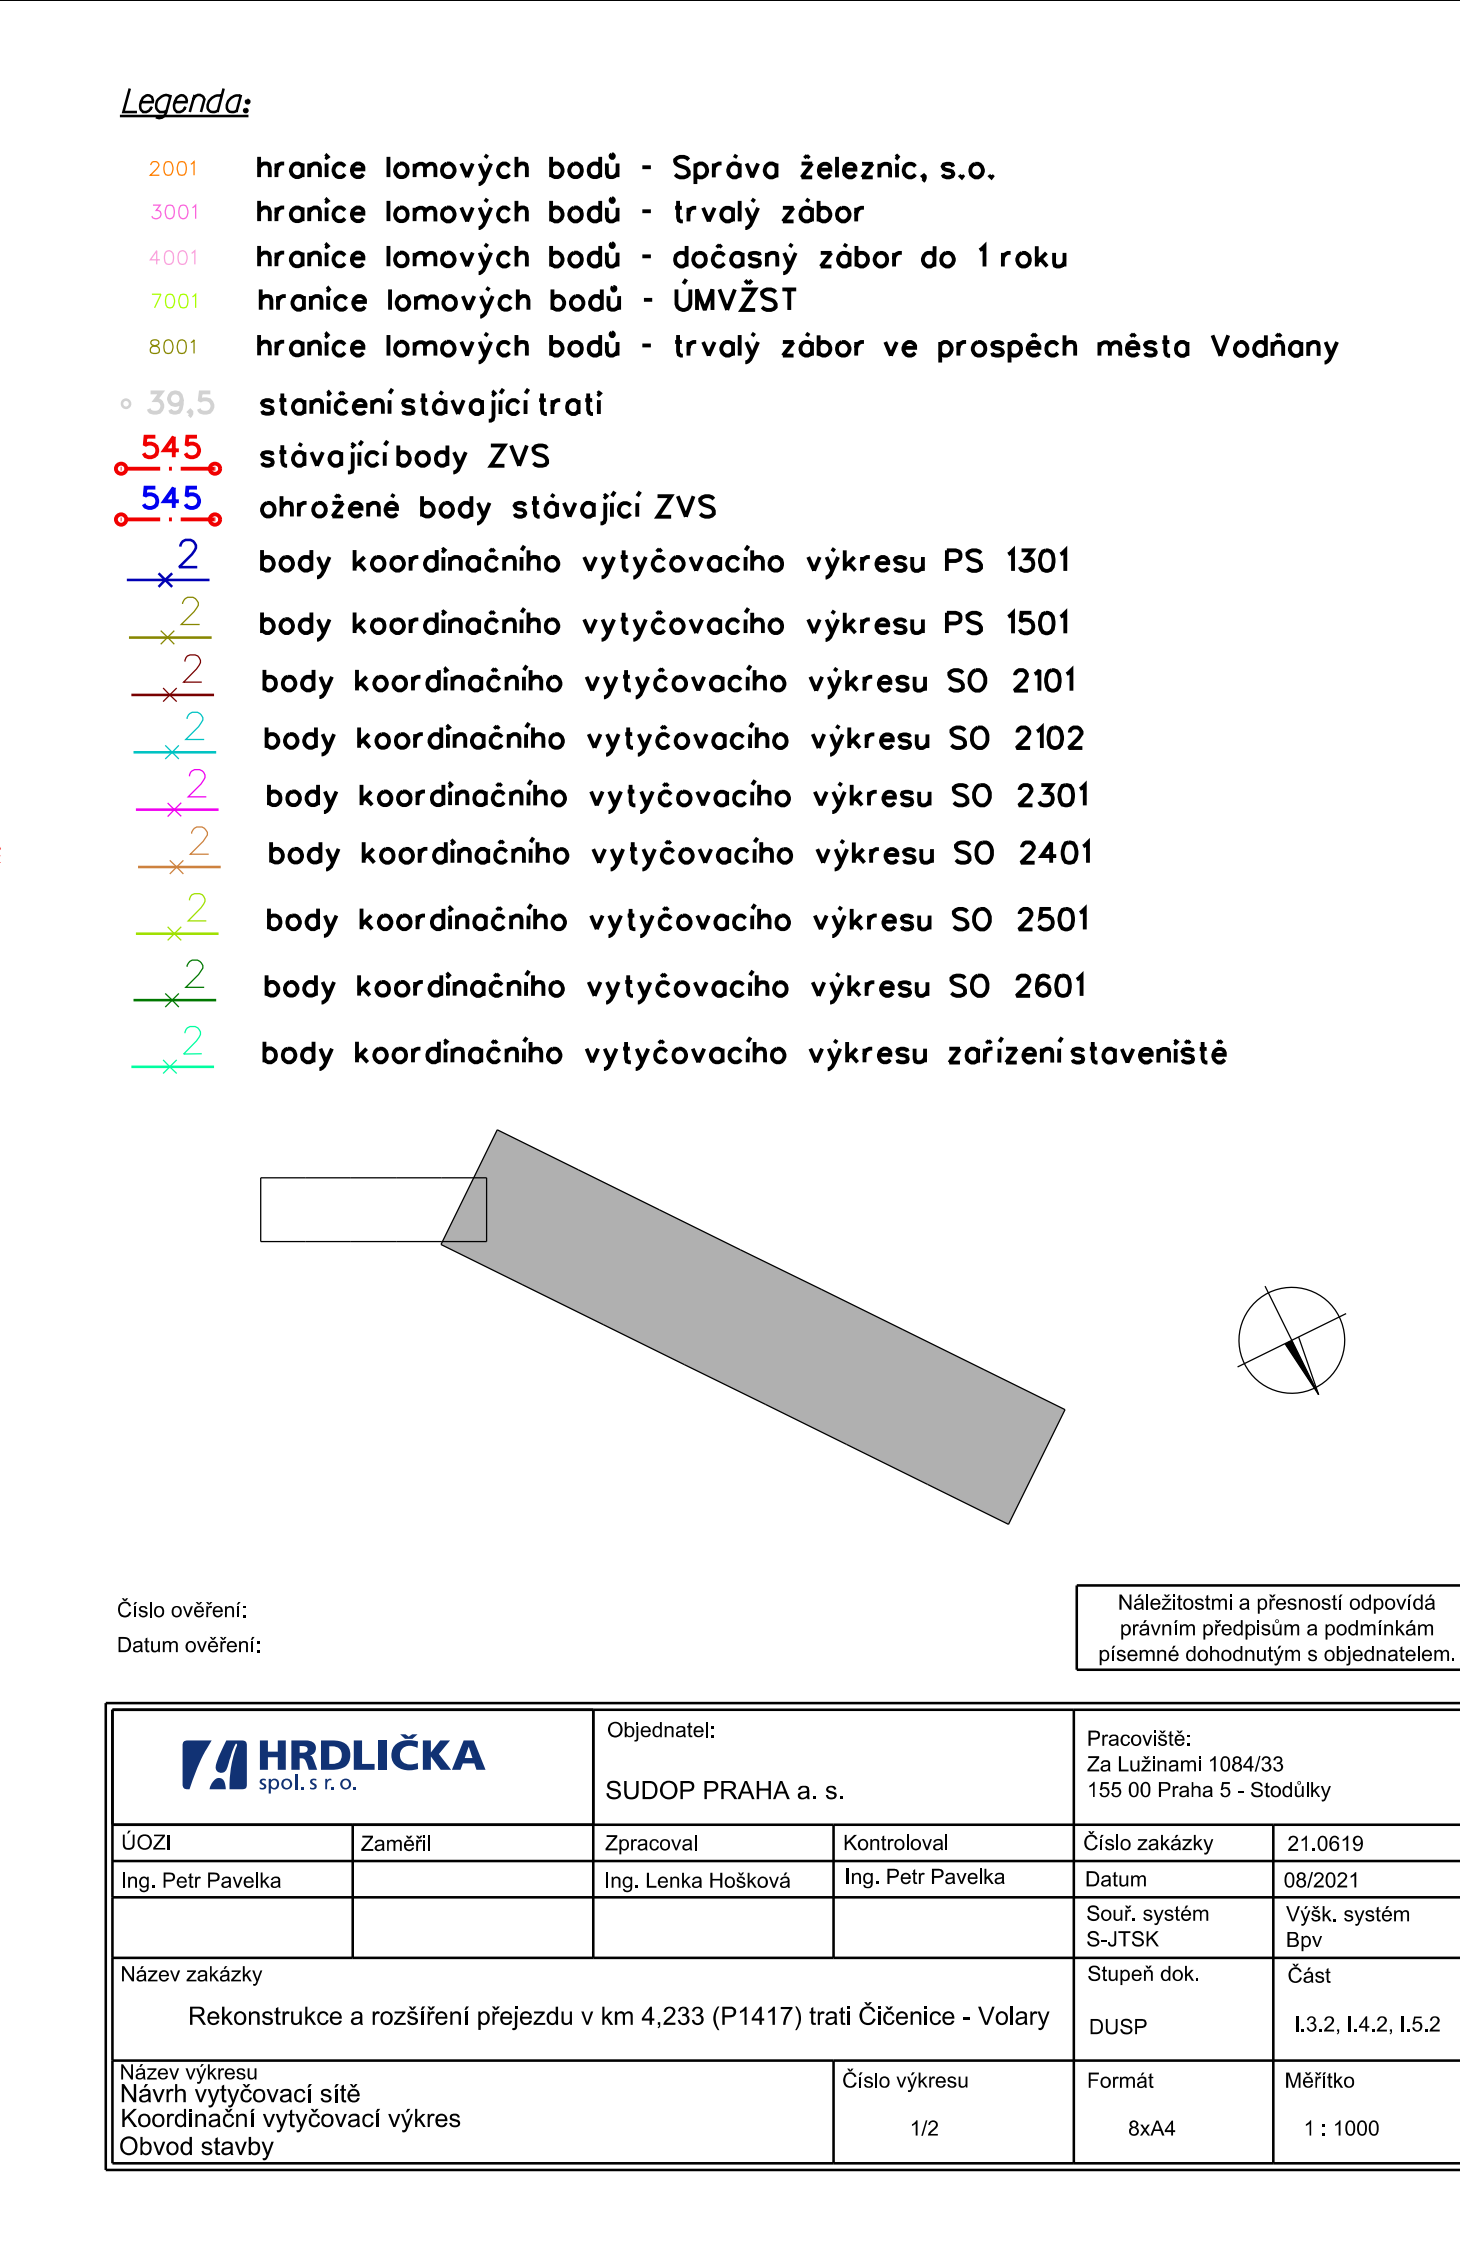 Legenda:
2001 hranice lomových bodů - Správa železnic, s.o.
3001 hranice lomových bodů - trvalý zábor
4001 hranice lomových bodů - dočasný zábor do 1 roku
7001 hranice lomových bodů - ÚMVŽST
8001 hranice lomových bodů - trvalý zábor ve prospěch města Vodňany
39,5 staničení stávající trati
545 stávající body ZVS
545 ohrožené body stávající ZVS
2 body koordinačního vytyčovacího výkresu PS 1301
2 body koordinačního vytyčovacího výkresu PS 1501
2 body koordinačního vytyčovacího výkresu SO 2101
2 body koordinačního vytyčovacího výkresu SO 2102
2 body koordinačního vytyčovacího výkresu SO 2301
2 body koordinačního vytyčovacího výkresu SO 2401
2 body koordinačního vytyčovacího výkresu SO 2501
2 body koordinačního vytyčovacího výkresu SO 2601
2 body koordinačního vytyčovacího výkresu zařízení staveniště
Číslo ověření:
Datum ověření:
Náležitostmi a přesností odpovídá
právním předpisům a podmínkám
písemné dohodnutým s objednatelem.
HRDLIČKA
spol. s r. o.
Objednatel:
SUDOP PRAHA a. s.
Pracoviště:
Za Lužinami 1084/33
155 00 Praha 5 - Stodůlky
ÚOZI Zaměřil Zpracoval Kontroloval Číslo zakázky 21.0619
Ing. Petr Pavelka Ing. Lenka Hošková Ing. Petr Pavelka Datum 08/2021
Souř. systém Výšk. systém
S-JTSK Bpv
Název zakázky
Rekonstrukce a rozšíření přejezdu v km 4,233 (P1417) trati Čičenice - Volary
Stupeň dok. Část
DUSP I.3.2, I.4.2, I.5.2
Název výkresu
Návrh vytyčovací sítě
Koordinační vytyčovací výkres
Obvod stavby
Číslo výkresu Formát Měřítko
1/2 8xA4 1 : 1000